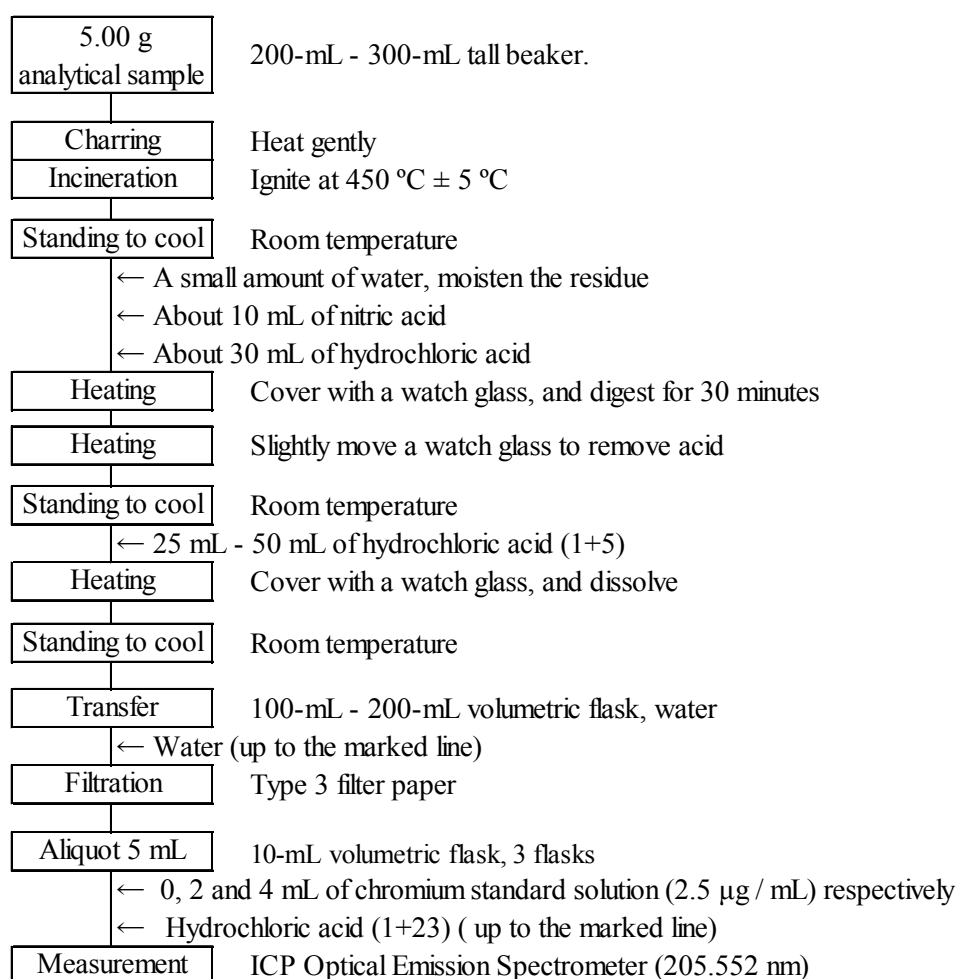 5.00 g
analytical sample
200-mL - 300-mL tall beaker.
Charring
Heat gently
Incineration
Ignite at 450 ºC ± 5 ºC
Standing to cool
Room temperature
← A small amount of water, moisten the residue
← About 10 mL of nitric acid
← About 30 mL of hydrochloric acid
Heating
Cover with a watch glass, and digest for 30 minutes
Heating
Slightly move a watch glass to remove acid
Standing to cool
Room temperature
← 25 mL - 50 mL of hydrochloric acid (1+5)
Heating
Cover with a watch glass, and dissolve
Standing to cool
Room temperature
Transfer
100-mL - 200-mL volumetric flask, water
← Water (up to the marked line)
Filtration
Type 3 filter paper
Aliquot 5 mL
10-mL volumetric flask, 3 flasks
← 0, 2 and 4 mL of chromium standard solution (2.5 µg / mL) respectively
← Hydrochloric acid (1+23) ( up to the marked line)
Measurement
ICP Optical Emission Spectrometer (205.552 nm)